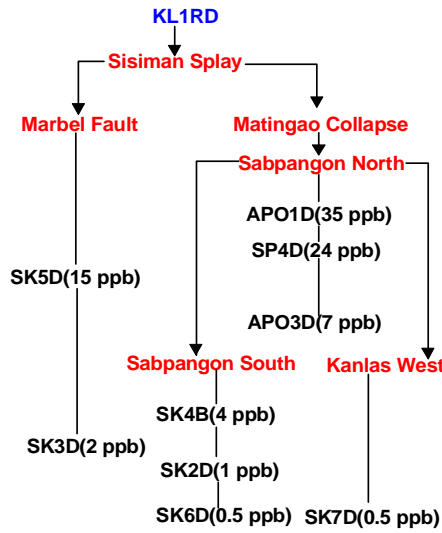 KL1RD
Sisiman Splay
Marbel Fault
Matingao Collapse
Sabpangon North
APO1D(35 ppb)
SP4D(24 ppb)
SK5D(15 ppb)
APO3D(7 ppb)
Sabpangon South
Kanlas West
SK4B(4 ppb)
SK3D(2 ppb)
SK2D(1 ppb)
SK6D(0.5 ppb)
SK7D(0.5 ppb)